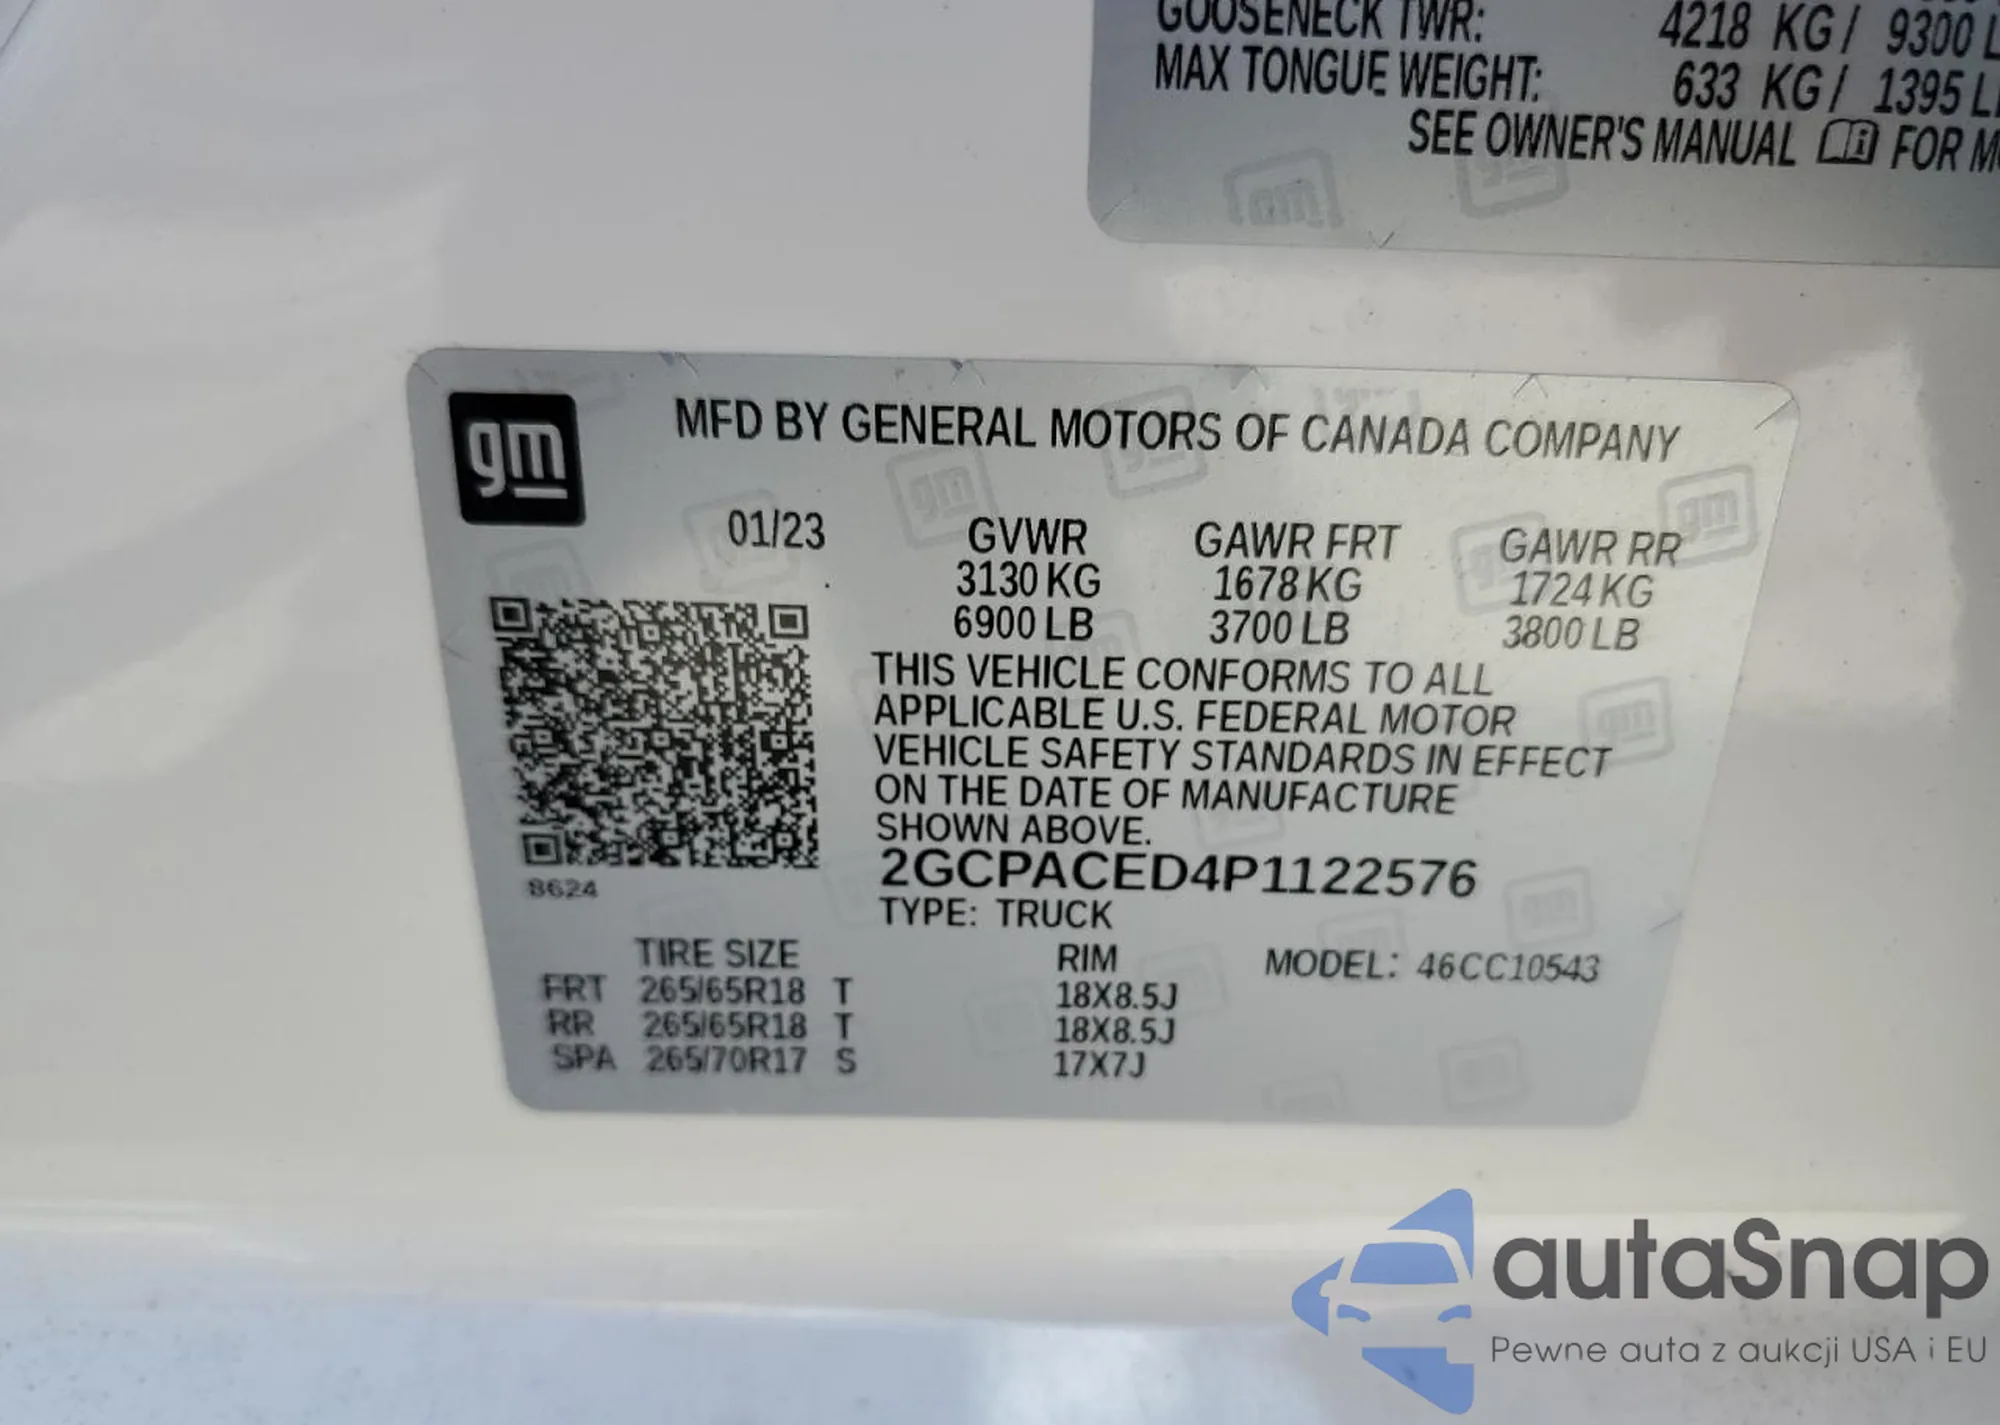 GOOSENECK TWR: 4218 KG/ 9300 L
MAX TONGUE WEIGHT: 633 KG/ 1395 L
SEE OWNER'S MANUAL FOR M
gm
MFD BY GENERAL MOTORS OF CANADA COMPANY
01/23 GVWR GAWR FRT GAWR RR
3130 KG 1678 KG 1724 KG
6900 LB 3700 LB 3800 LB
THIS VEHICLE CONFORMS TO ALL
APPLICABLE U.S. FEDERAL MOTOR
VEHICLE SAFETY STANDARDS IN EFFECT
ON THE DATE OF MANUFACTURE
SHOWN ABOVE.
2GCPACED4P1122576
8624
TYPE: TRUCK
TIRE SIZE RIM MODEL: 46CC10543
FRT 265/65R18 T 18X8.5J
RR 265/65R18 T 18X8.5J
SPA 265/70R17 S 17X7J
autaSnap
Pewne auta z aukcji USA i EU